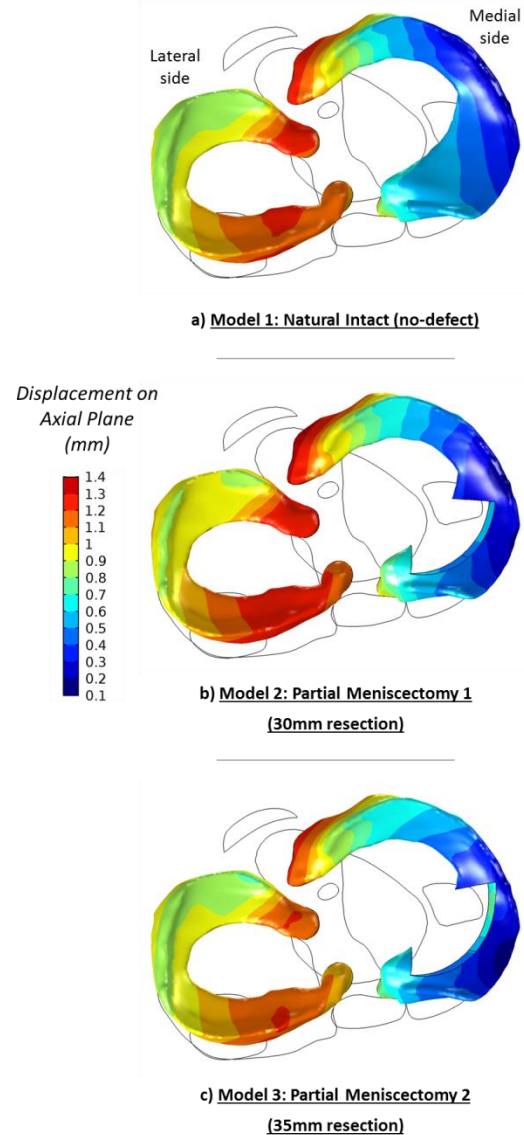 Lateral
side
Medial
side
a) Model 1: Natural Intact (no-defect)
Displacement on
Axial Plane
(mm)
1.4
1.3
1.2
1.1
1
0.9
0.8
0.7
0.6
0.5
0.4
0.3
0.2
0.1
b) Model 2: Partial Meniscectomy 1
(30mm resection)
c) Model 3: Partial Meniscectomy 2
(35mm resection)